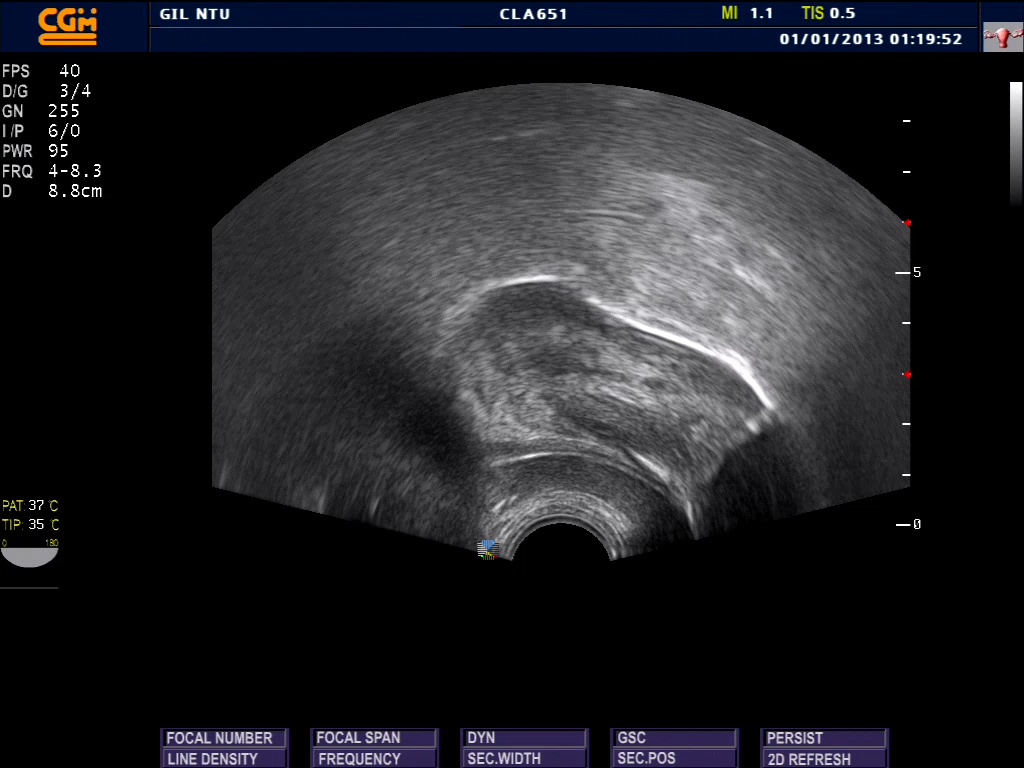 CGM
GIL NTU CLA651 MI 1.1 TIS 0.5
01/01/2013 01:19:52
FPS 40
D/G 3/4
GN 255
I/P 6/0
PWR 95
FRQ 4-8.3
D 8.8cm
5
PAT: 37 °C
TIP: 35 °C
0 180
0
FOCAL NUMBER FOCAL SPAN DYN GSC PERSIST
LINE DENSITY FREQUENCY SEC.WIDTH SEC.POS 2D REFRESH